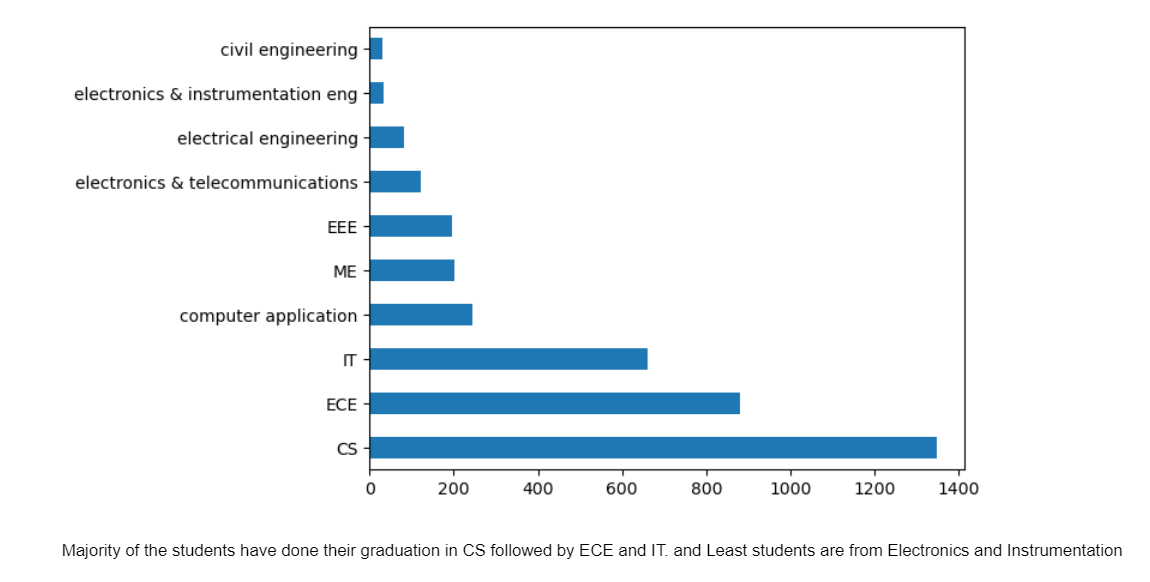 civil engineering
electronics & instrumentation eng
electrical engineering
electronics & telecommunications
EEE
ME
computer application
IT
ECE
CS
0 200 400 600 800 1000 1200 1400
Majority of the students have done their graduation in CS followed by ECE and IT. and Least students are from Electronics and Instrumentation